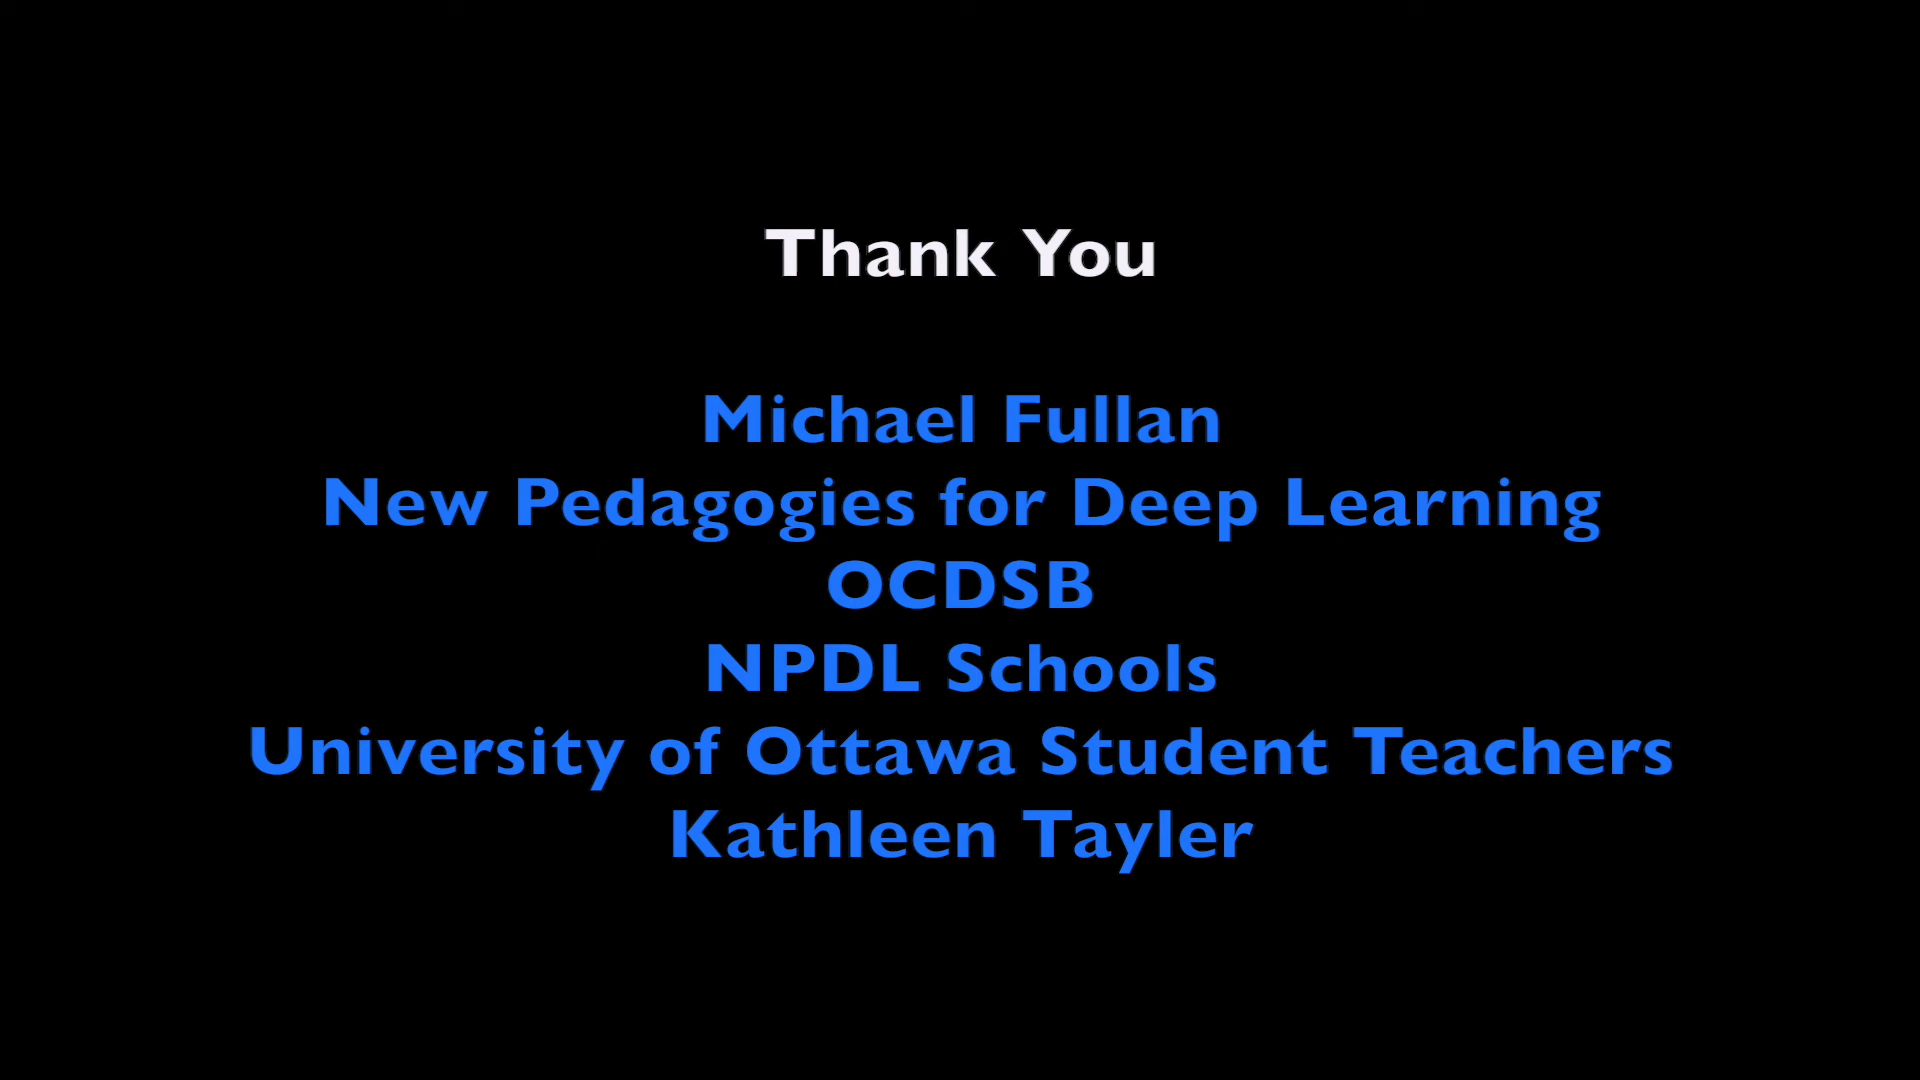 Thank You
Michael Fullan
New Pedagogies for Deep Learning
OCDSB
NPDL Schools
University of Ottawa Student Teachers
Kathleen Tayler